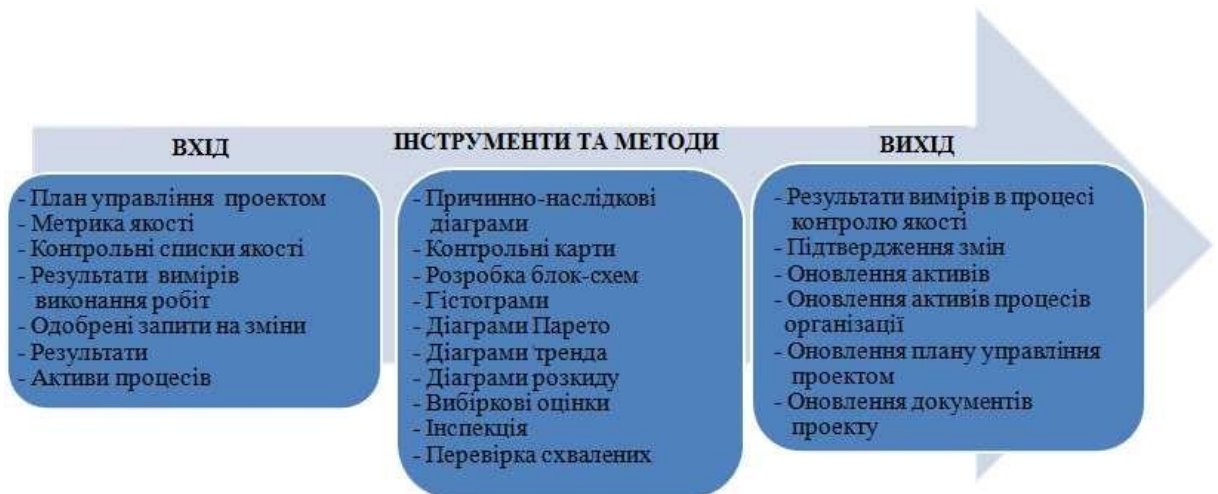 ВХІД
- План управління проектом
- Метрика якості
- Контрольні списки якості
- Результати вимірів
виконання робіт
- Одобрені запити на зміни
- Результати
- Активи процесів
ІНСТРУМЕНТИ ТА МЕТОДИ
- Причинно-наслідкові
діаграми
- Контрольні карти
- Розробка блок-схем
- Гістограми
- Діаграми Парето
- Діаграми тренда
- Діаграми розкиду
- Вибіркові оцінки
- Інспекція
- Перевірка схвалених
ВИХІД
- Результати вимірів в процесі
контролю якості
- Підтвердження змін
- Оновлення активів
- Оновлення активів процесів
організації
- Оновлення плану управління
проектом
- Оновлення документів
проекту